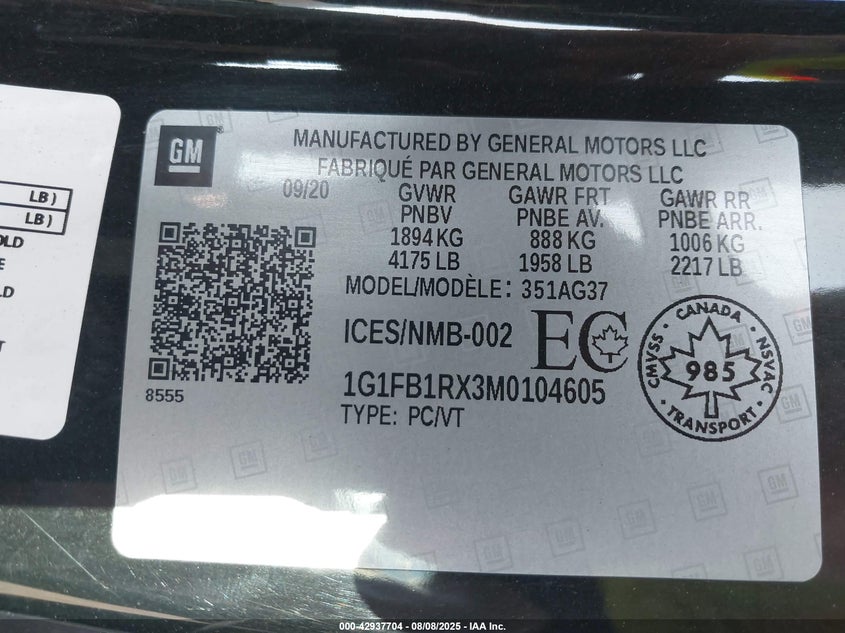 LB )
LB )
OLD
E
LD
T
GM
MANUFACTURED BY GENERAL MOTORS LLC
FABRIQUÉ PAR GENERAL MOTORS LLC
09/20 GVWR GAWR FRT GAWR RR
PNBV PNBE AV. PNBE ARR.
1894 KG 888 KG 1006 KG
4175 LB 1958 LB 2217 LB
MODEL/MODÈLE: 351AG37
ICES/NMB-002 EC
CANADA
CMVSS 985 NSVAC
TRANSPORT
1G1FB1RX3M0104605
TYPE: PC/VT
8555
000-42937704 - 08/08/2025 - IAA Inc.